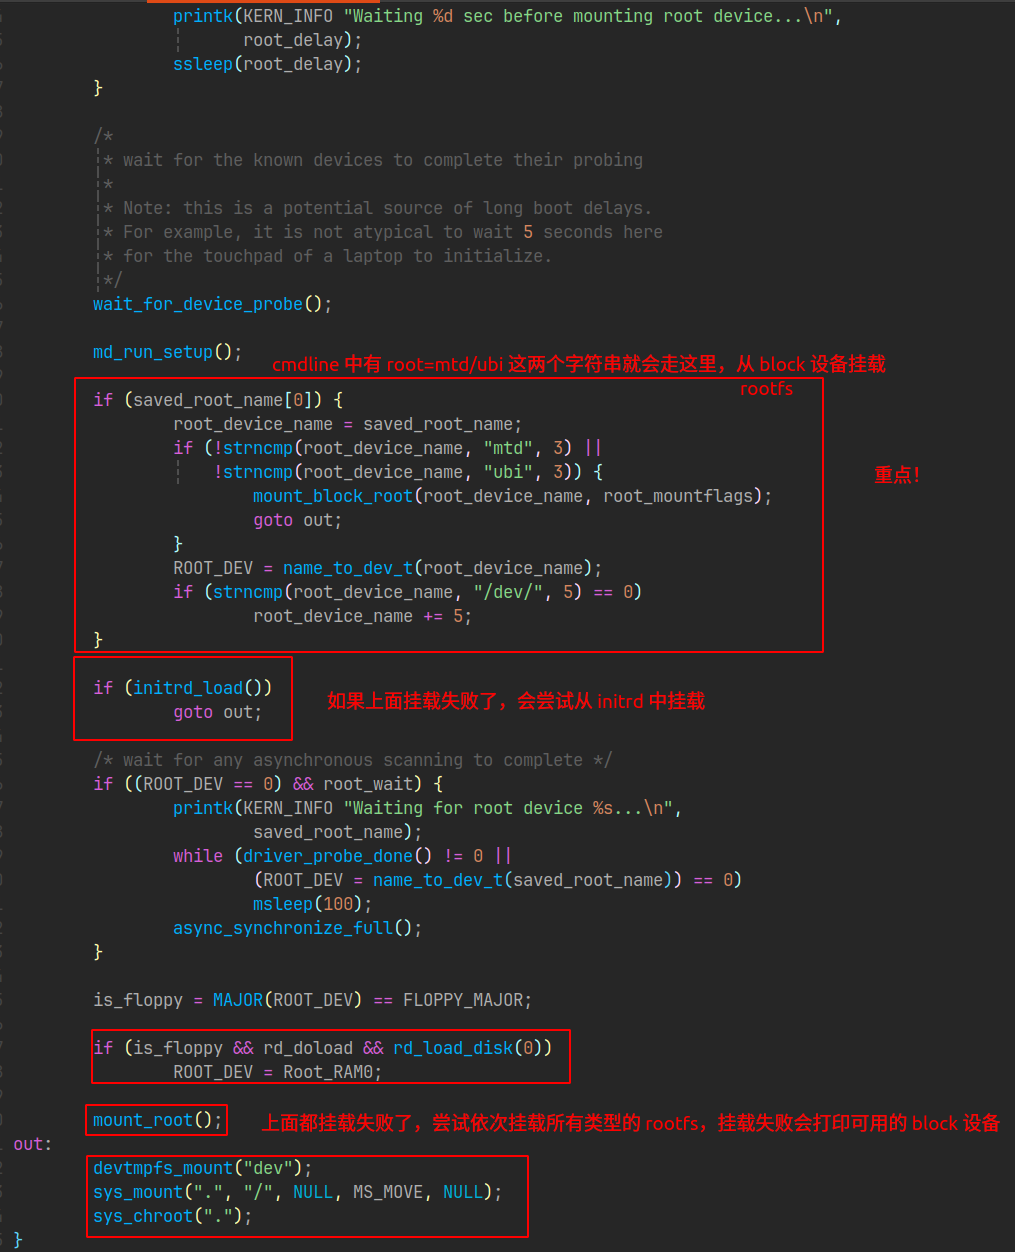 printk(KERN_INFO "Waiting %d sec before mounting root device...\n",
root_delay);
ssleep(root_delay);
}
/*
* wait for the known devices to complete their probing
*
* Note: this is a potential source of long boot delays.
* For example, it is not atypical to wait 5 seconds here
* for the touchpad of a laptop to initialize.
*/
wait_for_device_probe();
md_run_setup();
cmdline 中有 root=mtd/ubi 这两个字符串就会走这里，从 block 设备挂载
rootfs
if (saved_root_name[0]) {
root_device_name = saved_root_name;
if (!strncmp(root_device_name, "mtd", 3) ||
!strncmp(root_device_name, "ubi", 3)) {
重点！
mount_block_root(root_device_name, root_mountflags);
goto out;
}
ROOT_DEV = name_to_dev_t(root_device_name);
if (strncmp(root_device_name, "/dev/", 5) == 0)
root_device_name += 5;
}
if (initrd_load())
goto out;
如果上面挂载失败了，会尝试从 initrd 中挂载
/* wait for any asynchronous scanning to complete */
if ((ROOT_DEV == 0) && root_wait) {
printk(KERN_INFO "Waiting for root device %s...\n",
saved_root_name);
while (driver_probe_done() != 0 ||
(ROOT_DEV = name_to_dev_t(saved_root_name)) == 0)
msleep(100);
async_synchronize_full();
}
is_floppy = MAJOR(ROOT_DEV) == FLOPPY_MAJOR;
if (is_floppy && rd_doload && rd_load_disk(0))
ROOT_DEV = Root_RAM0;
mount_root();
上面都挂载失败了，尝试依次挂载所有类型的 rootfs，挂载失败会打印可用的 block 设备
out:
devtmpfs_mount("dev");
sys_mount(".", "/", NULL, MS_MOVE, NULL);
sys_chroot(".");
}